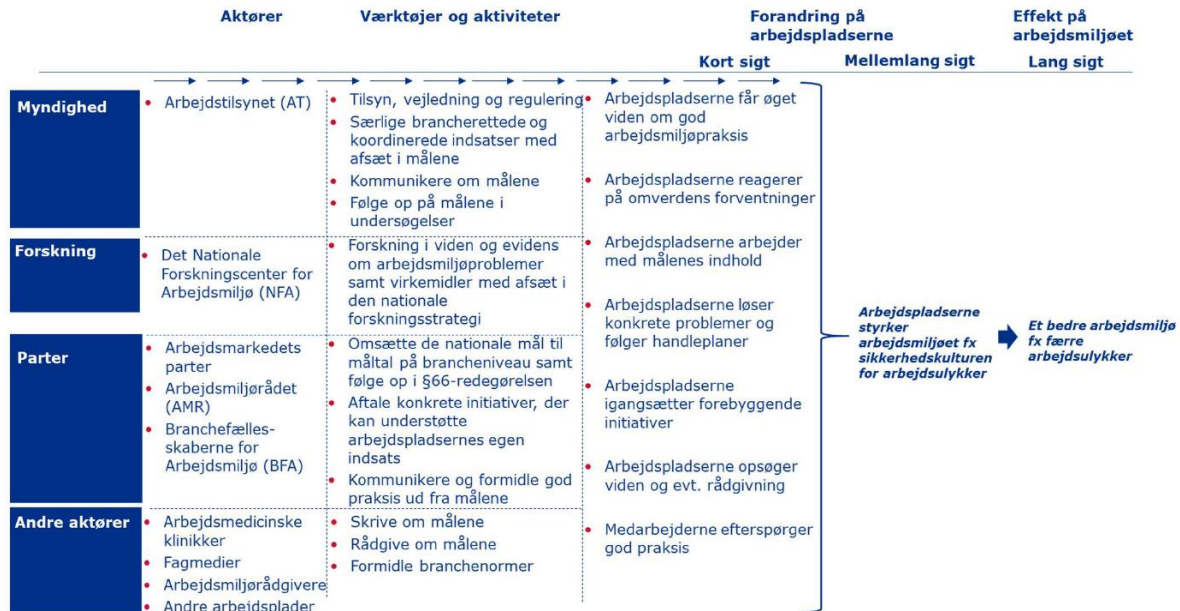 Aktører
Værktøjer og aktiviteter
Forandring på
arbejdspladserne
Effekt på
arbejdsmiljøet
Kort sigt
Mellemlang sigt
Lang sigt
Myndighed
• Arbejdstilsynet (AT)
• Tilsyn, vejledning og regulering
• Særlige brancherettede og
koordinerede indsatser med
afsæt i målene
• Kommunikere om målene
• Følge op på målene i
undersøgelser
Forskning
• Det Nationale
Forskningscenter for
Arbejdsmiljø (NFA)
• Forskning i viden og evidens
om arbejdsmiljøproblemer
samt virkemidler med afsæt i
den nationale
forskningsstrategi
Parter
• Arbejdsmarkedets
parter
• Arbejdsmiljørådet
(AMR)
• Branchefælles-
skaberne for
Arbejdsmiljø (BFA)
• Omsætte de nationale mål til
måltal på brancheniveau samt
følge op i §66-redegørelsen
• Aftale konkrete initiativer, der
kan understøtte
arbejdspladsernes egen
indsats
• Kommunikere og formidle god
praksis ud fra målene
Andre aktører
• Arbejdsmedicinske
klinikker
• Fagmedier
• Arbejdsmiljørådgivere
• Andre arbejdsplader
• Skrive om målene
• Rådgive om målene
• Formidle branchenormer
• Arbejdspladserne får øget
viden om god
arbejdsmiljøpraksis
• Arbejdspladserne reagerer
på omverdens forventninger
• Arbejdspladserne arbejder
med målenes indhold
• Arbejdspladserne løser
konkrete problemer og
følger handleplaner
• Arbejdspladserne
igangsætter forebyggende
initiativer
• Arbejdspladserne opsøger
viden og evt. rådgivning
• Medarbejderne efterspørger
god praksis
Arbejdspladserne
styrker
arbejdsmiljøet fx
sikkerhedskulturen
for arbejdsulykker
Et bedre arbejdsmiljø
fx færre
arbejdsulykker